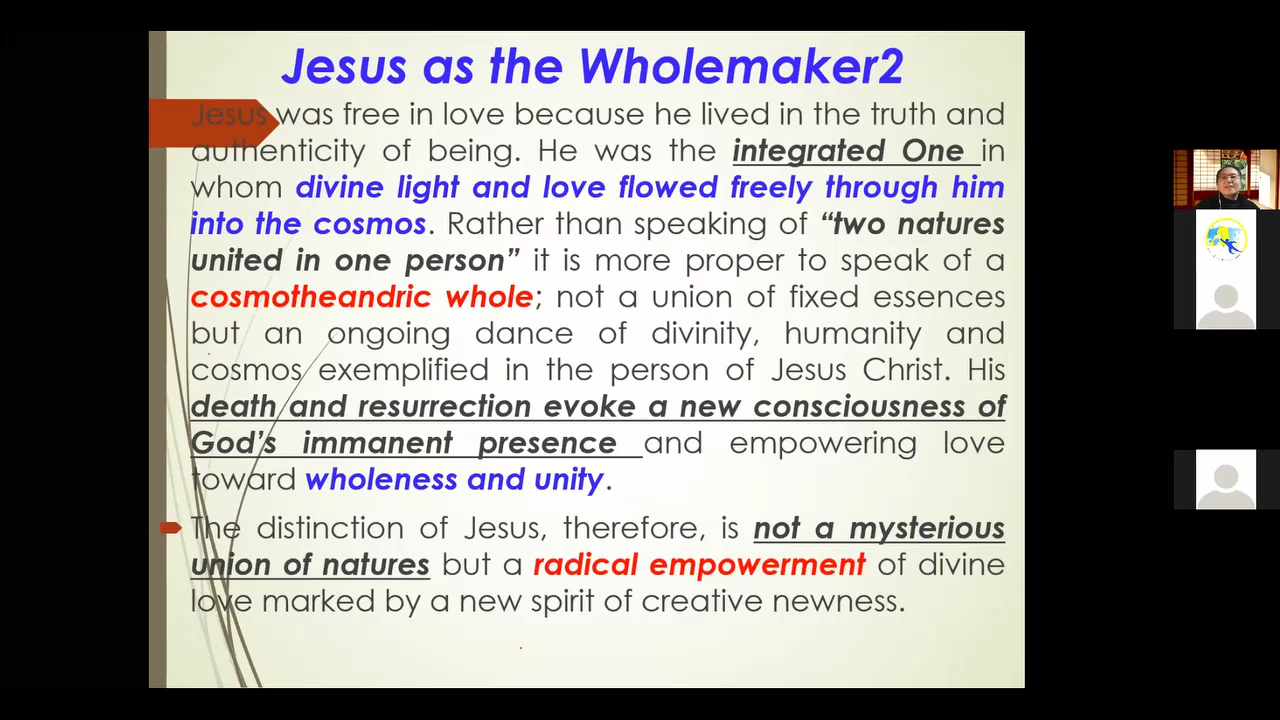 Jesus as the Wholemaker2
Jesus was free in love because he lived in the truth and
authenticity of being. He was the integrated One in
whom divine light and love flowed freely through him
into the cosmos. Rather than speaking of “two natures
united in one person” it is more proper to speak of a
cosmotheandric whole; not a union of fixed essences
but an ongoing dance of divinity, humanity and
cosmos exemplified in the person of Jesus Christ. His
death and resurrection evoke a new consciousness of
God’s immanent presence and empowering love
toward wholeness and unity.
The distinction of Jesus, therefore, is not a mysterious
union of natures but a radical empowerment of divine
love marked by a new spirit of creative newness.